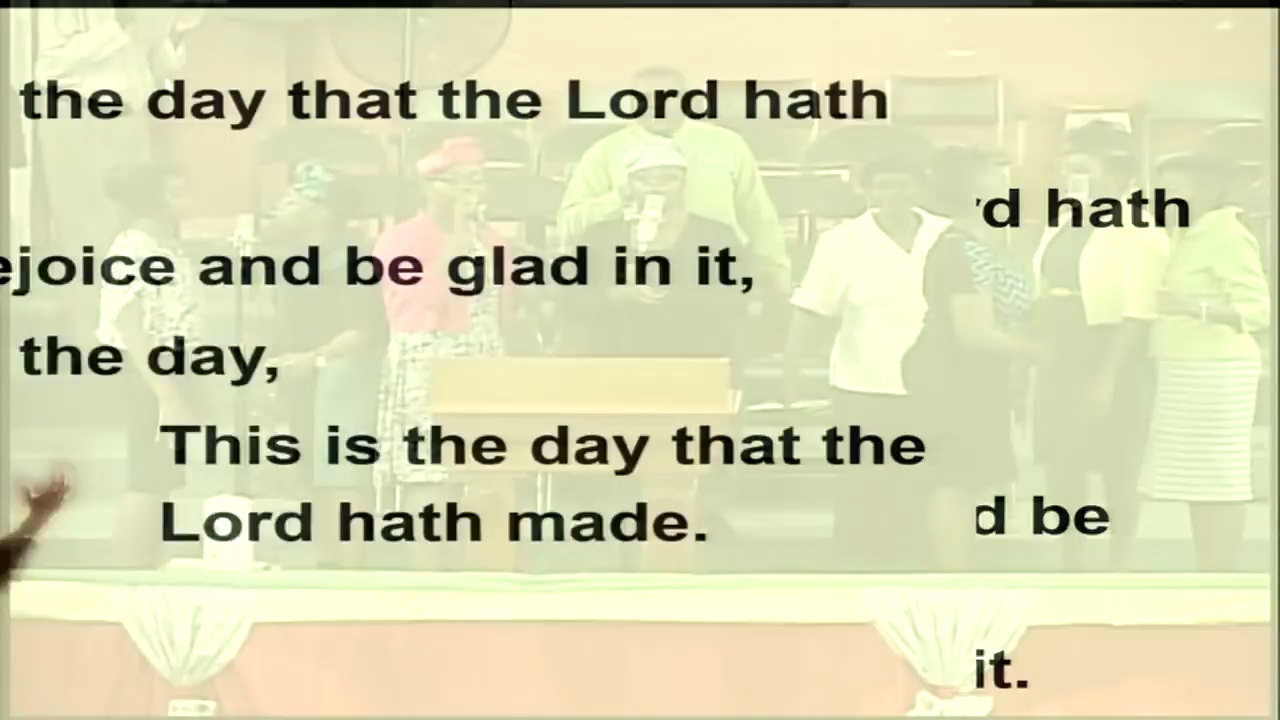 the day that the Lord hath
d hath
ejoice and be glad in it,
the day,
This is the day that the
Lord hath made.
d be
it.